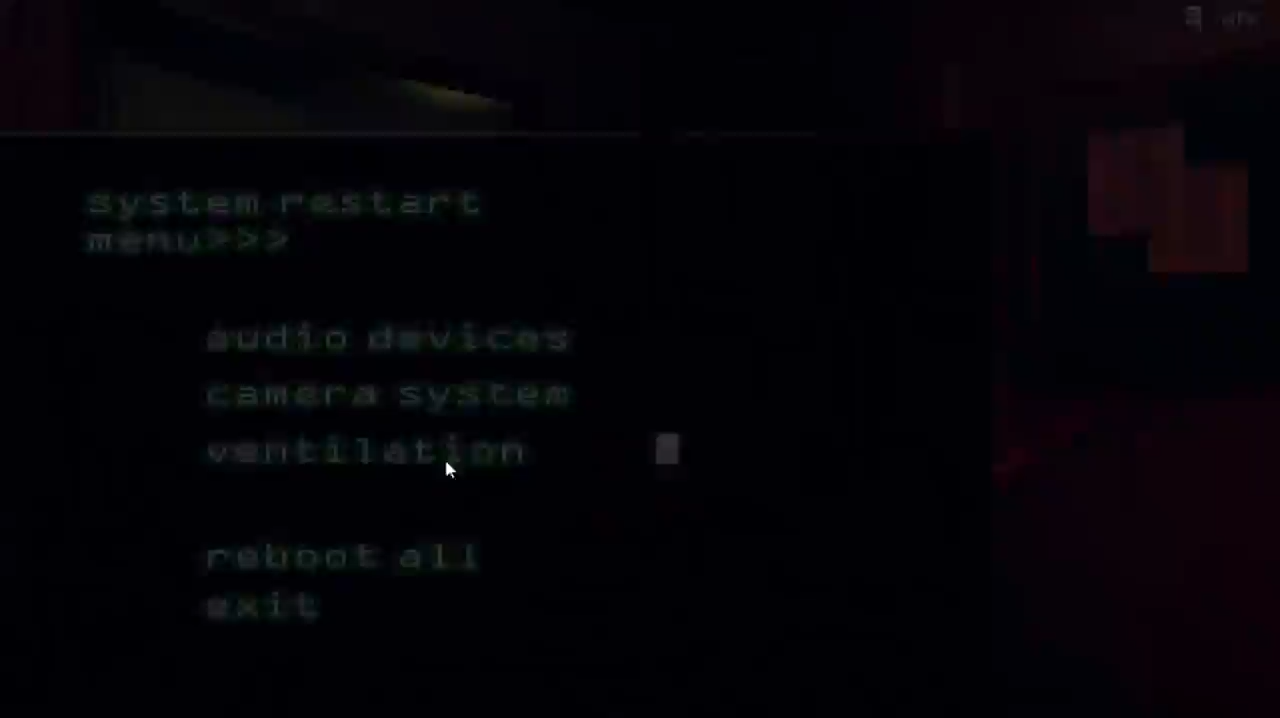 system restart
menu>>>
audio devices
camera system
ventilation
reboot all
exit